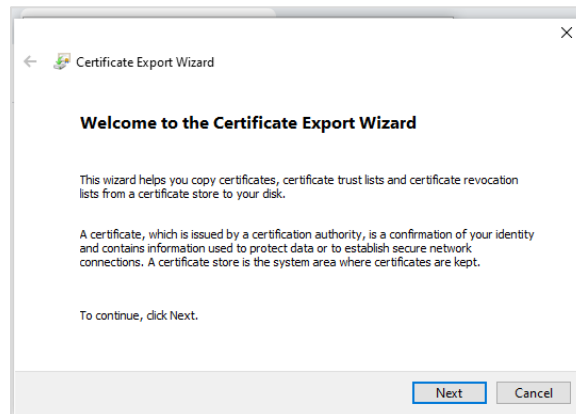 Certificate Export Wizard
Welcome to the Certificate Export Wizard
This wizard helps you copy certificates, certificate trust lists and certificate revocation
lists from a certificate store to your disk.
A certificate, which is issued by a certification authority, is a confirmation of your identity
and contains information used to protect data or to establish secure network
connections. A certificate store is the system area where certificates are kept.
To continue, click Next.
Next Cancel